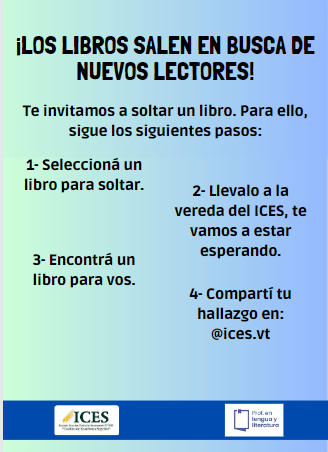 ¡LOS LIBROS SALEN EN BUSCA DE
NUEVOS LECTORES!
Te invitamos a soltar un libro. Para ello,
sigue los siguientes pasos:
1- Seleccioná un
libro para soltar.
2- Llevalo a la
vereda del ICES, te
vamos a estar
esperando.
3- Encontrá un
libro para vos.
4- Compartí tu
hallazgo en:
@ices.vt
ICES
Prof. en
lengua y
literatura